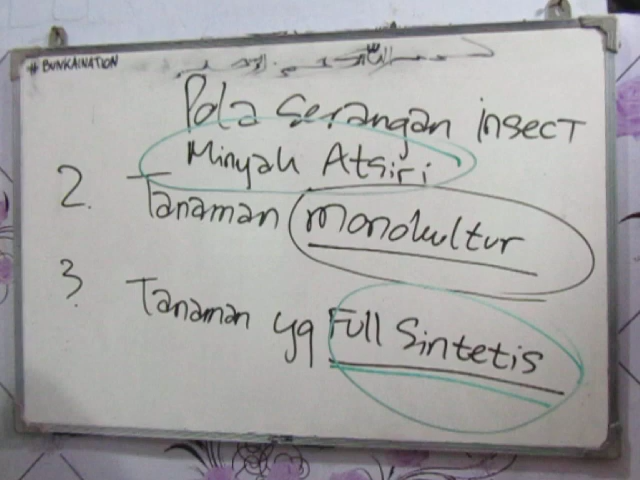 # BUNKAINATION
Pola Serangan insect
Minyak Atsiri
2. Tanaman monokultur
3 Tanaman yg Full Sintetis